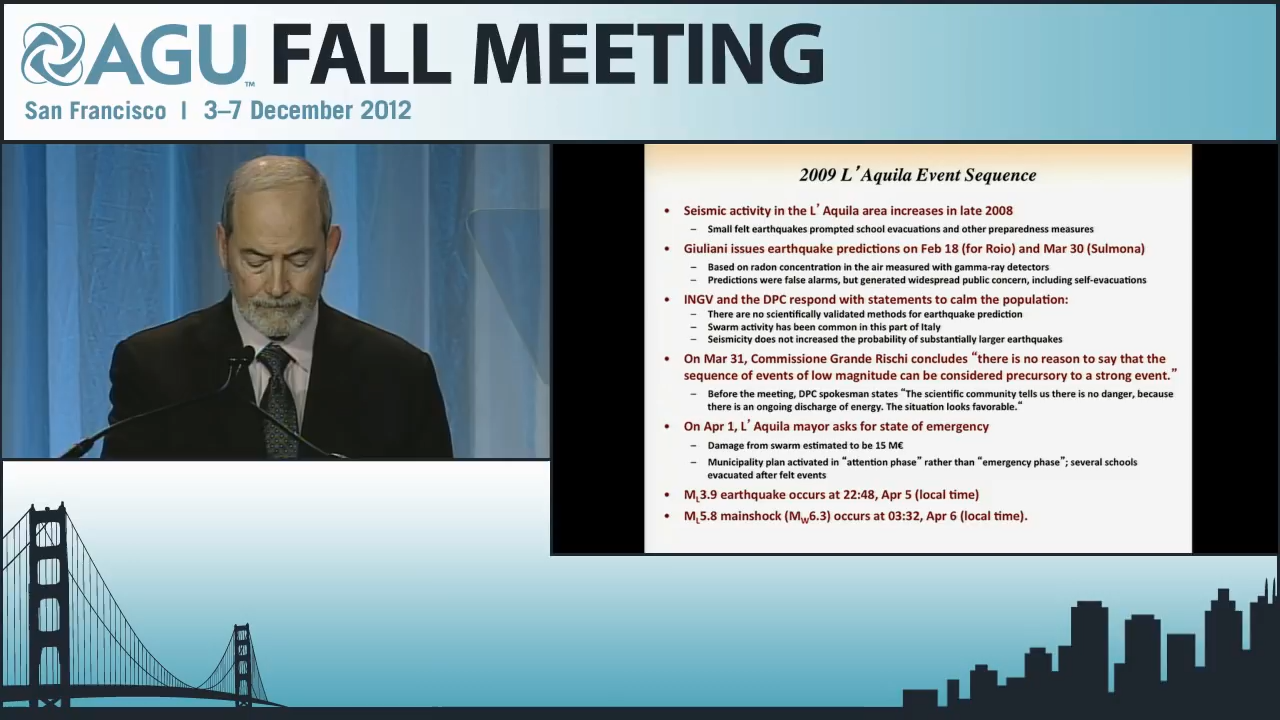 AGU™ FALL MEETING
San Francisco | 3–7 December 2012
2009 L’Aquila Event Sequence
• Seismic activity in the L’Aquila area increases in late 2008
– Small felt earthquakes prompted school evacuations and other preparedness measures
• Giuliani issues earthquake predictions on Feb 18 (for Roio) and Mar 30 (Sulmona)
– Based on radon concentration in the air measured with gamma-ray detectors
– Predictions were false alarms, but generated widespread public concern, including self-evacuations
• INGV and the DPC respond with statements to calm the population:
– There are no scientifically validated methods for earthquake prediction
– Swarm activity has been common in this part of Italy
– Seismicity does not increased the probability of substantially larger earthquakes
• On Mar 31, Commissione Grande Rischi concludes “there is no reason to say that the
sequence of events of low magnitude can be considered precursory to a strong event.”
– Before the meeting, DPC spokesman states “The scientific community tells us there is no danger, because
there is an ongoing discharge of energy. The situation looks favorable.“
• On Apr 1, L’Aquila mayor asks for state of emergency
– Damage from swarm estimated to be 15 M€
– Municipality plan activated in “attention phase” rather than “emergency phase”; several schools
evacuated after felt events
• ML3.9 earthquake occurs at 22:48, Apr 5 (local time)
• ML5.8 mainshock (MW6.3) occurs at 03:32, Apr 6 (local time).